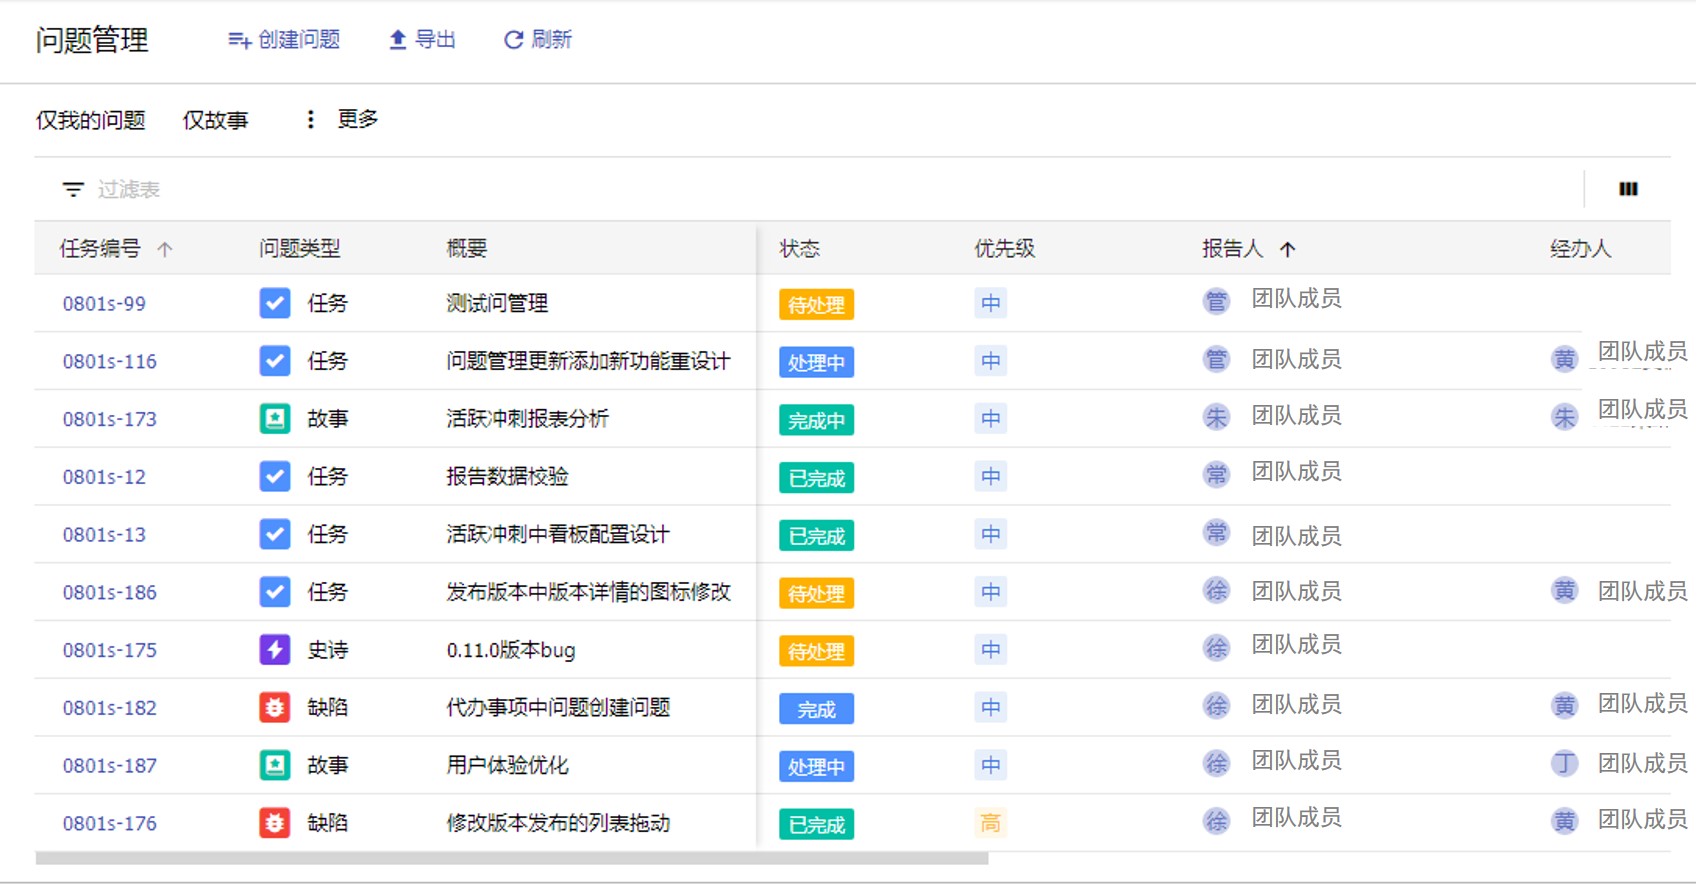 问题管理 创建问题 导出 刷新
仅我的问题 仅故事 更多
过滤表
任务编号 问题类型 概要 状态 优先级 报告人 经办人
0801s-99 任务 测试问管理 待处理 中 管 团队成员
0801s-116 任务 问题管理更新添加新功能重设计 处理中 中 管 团队成员 黄 团队成员
0801s-173 故事 活跃冲刺报表分析 完成中 中 朱 团队成员 朱 团队成员
0801s-12 任务 报告数据校验 已完成 中 常 团队成员
0801s-13 任务 活跃冲刺中看板配置设计 已完成 中 常 团队成员
0801s-186 任务 发布版本中版本详情的图标修改 待处理 中 徐 团队成员 黄 团队成员
0801s-175 史诗 0.11.0版本bug 待处理 中 徐 团队成员
0801s-182 缺陷 代办事项中问题创建问题 完成 中 徐 团队成员 黄 团队成员
0801s-187 故事 用户体验优化 处理中 中 徐 团队成员 丁 团队成员
0801s-176 缺陷 修改版本发布的列表拖动 已完成 高 徐 团队成员 黄 团队成员